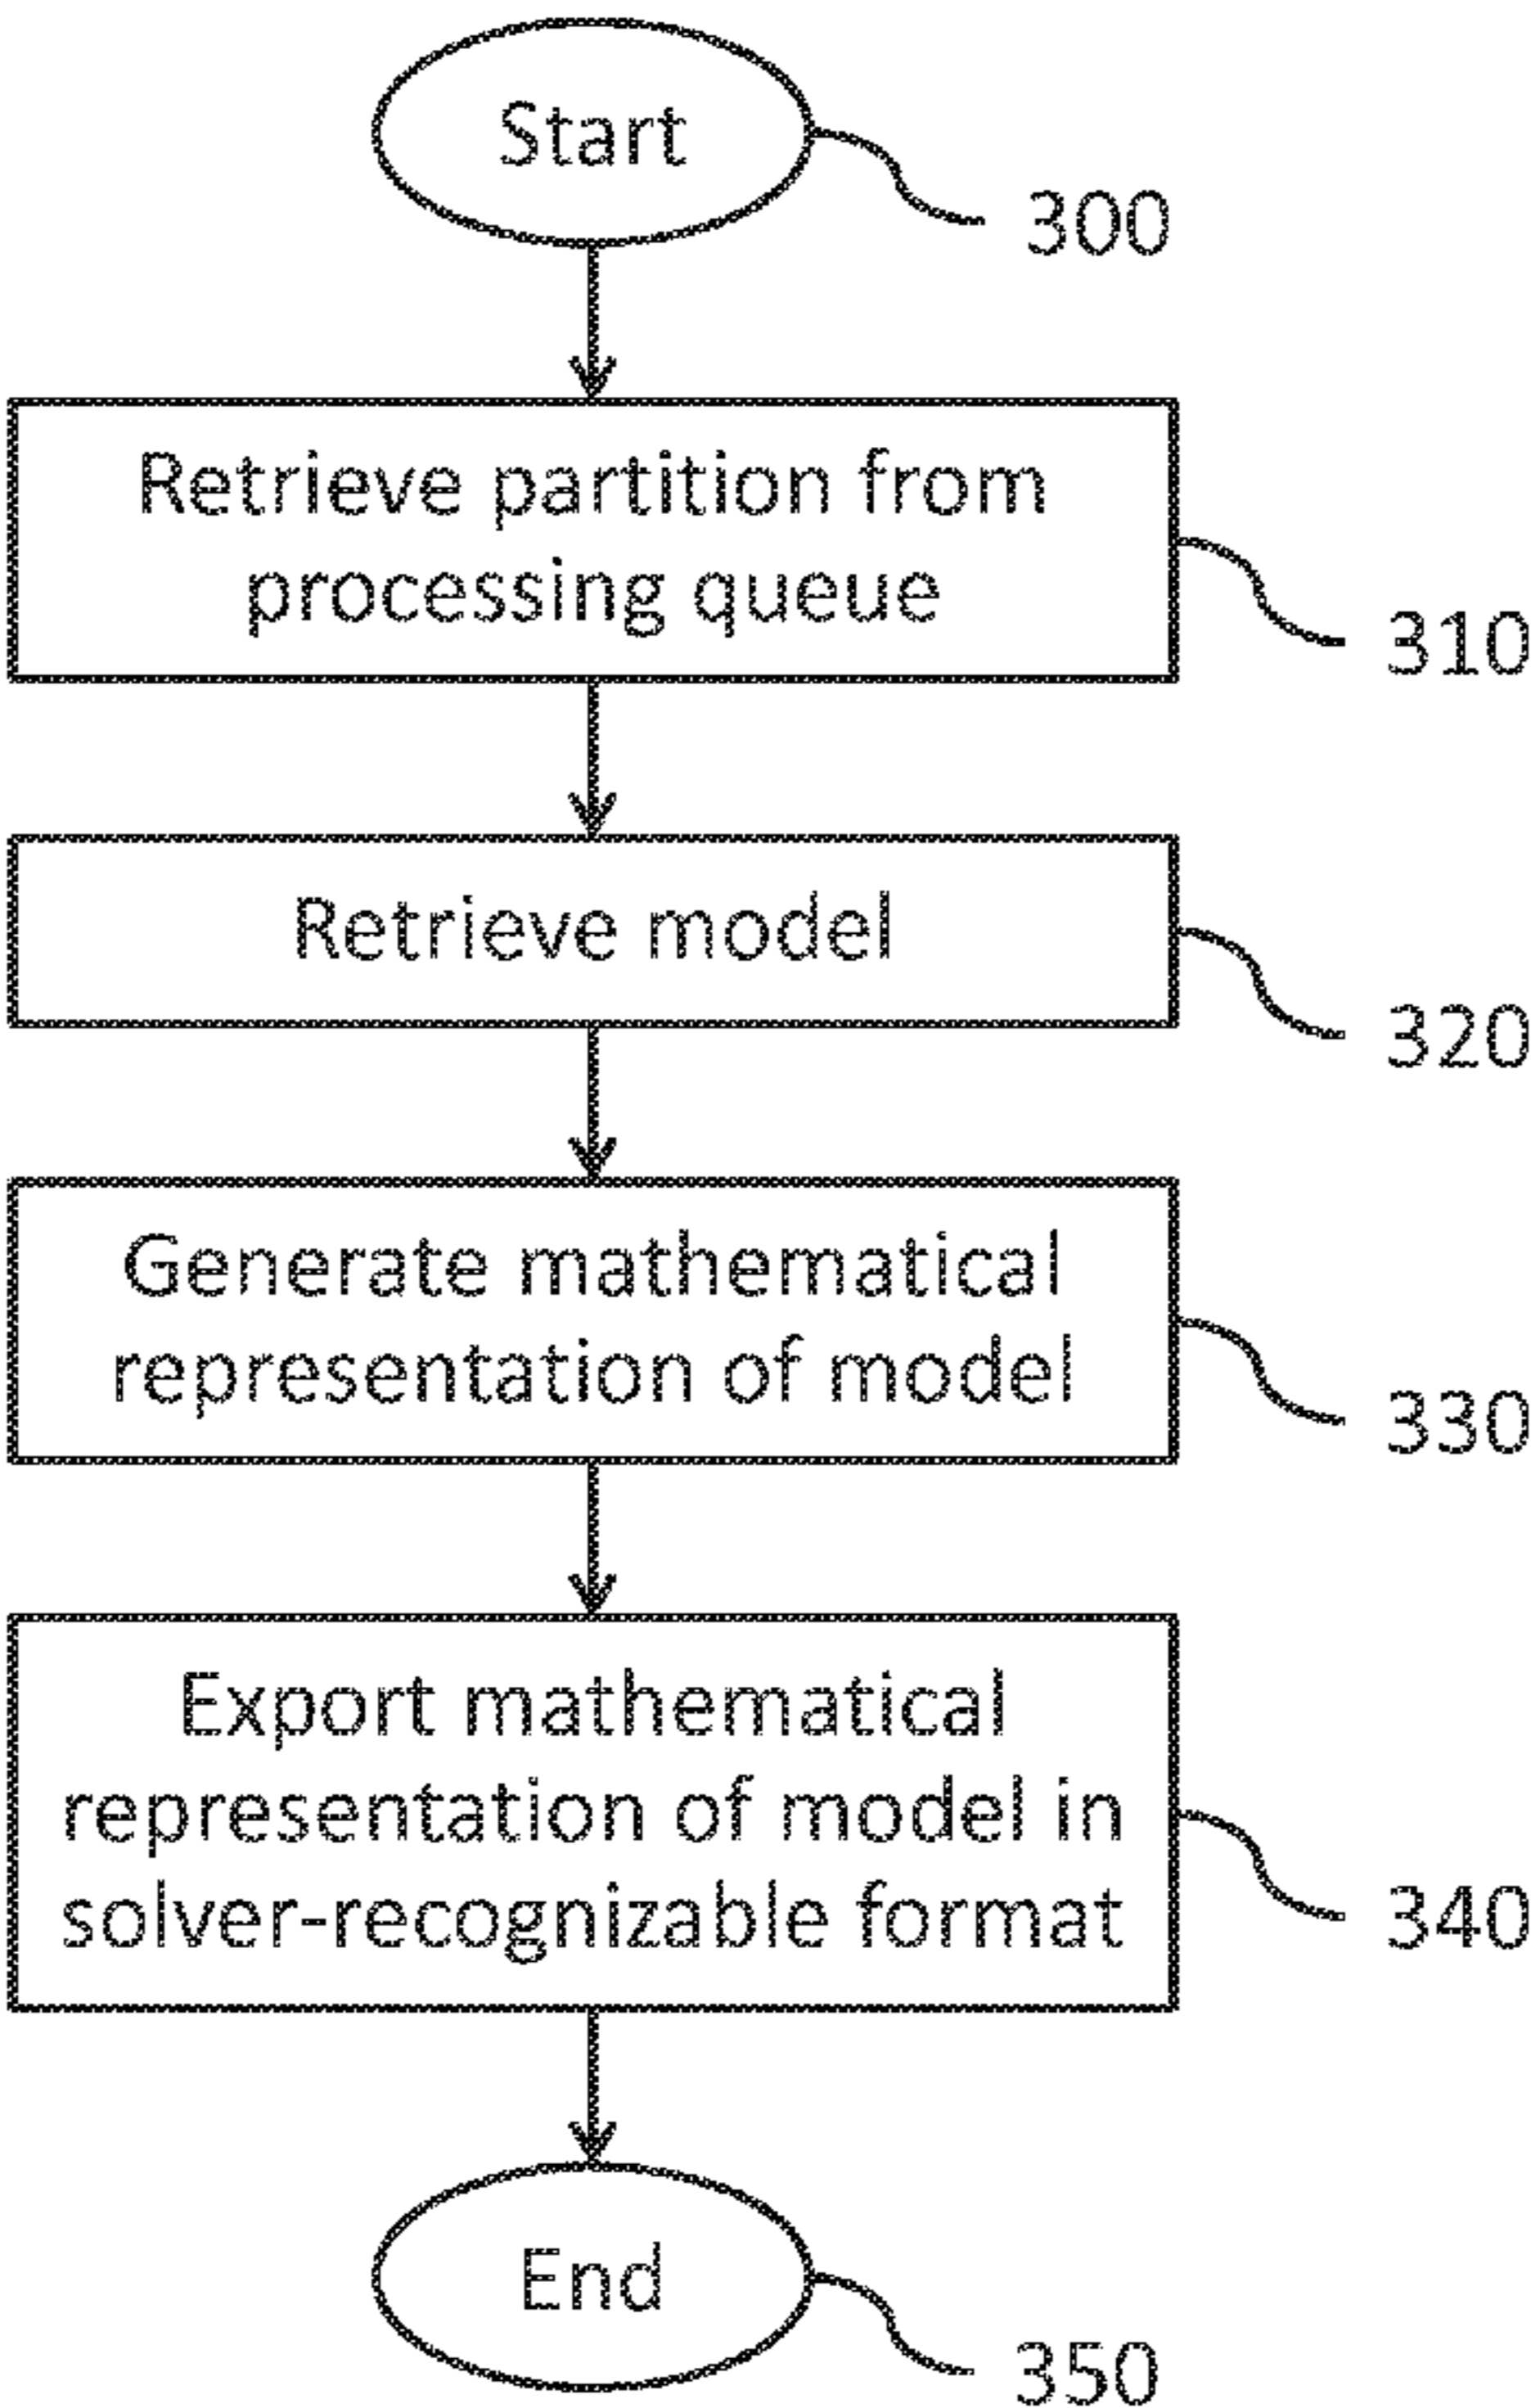 Start
300
Retrieve partition from
processing queue
310
Retrieve model
320
Generate mathematical
representation of model
330
Export mathematical
representation of model in
solver-recognizable format
340
End
350